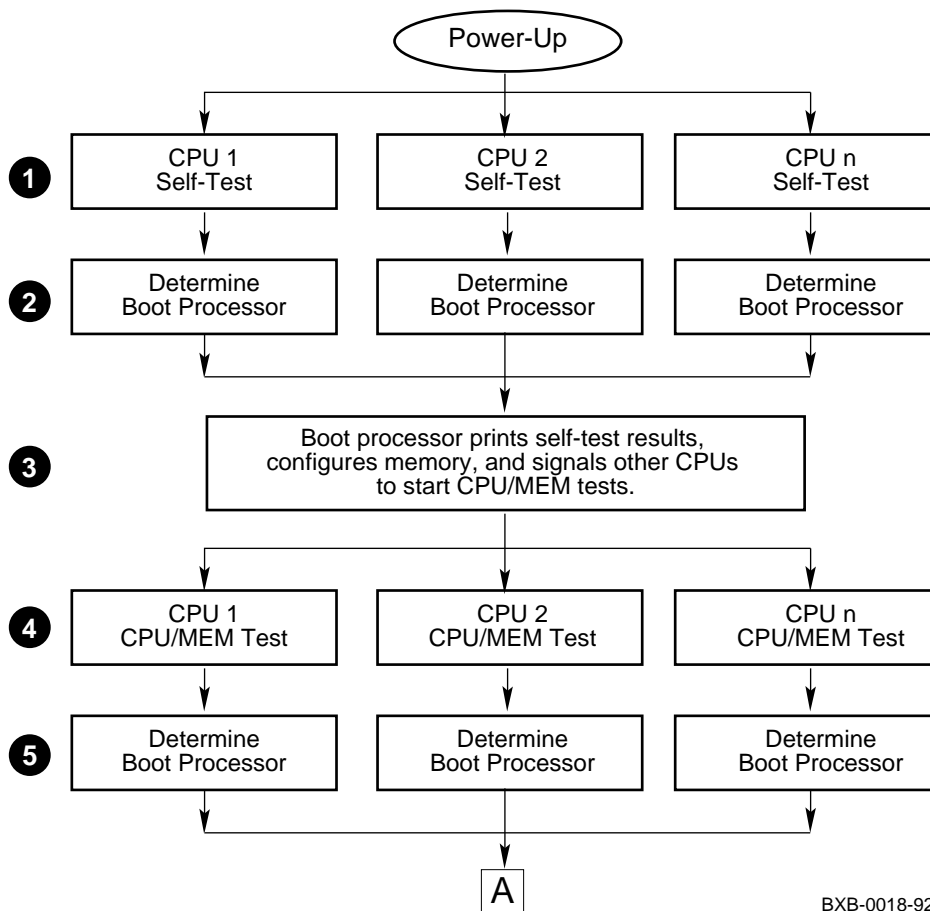 Power-Up
1
CPU 1
Self-Test
CPU 2
Self-Test
CPU n
Self-Test
2
Determine
Boot Processor
Determine
Boot Processor
Determine
Boot Processor
3
Boot processor prints self-test results,
configures memory, and signals other CPUs
to start CPU/MEM tests.
4
CPU 1
CPU/MEM Test
CPU 2
CPU/MEM Test
CPU n
CPU/MEM Test
5
Determine
Boot Processor
Determine
Boot Processor
Determine
Boot Processor
A
BXB-0018-92